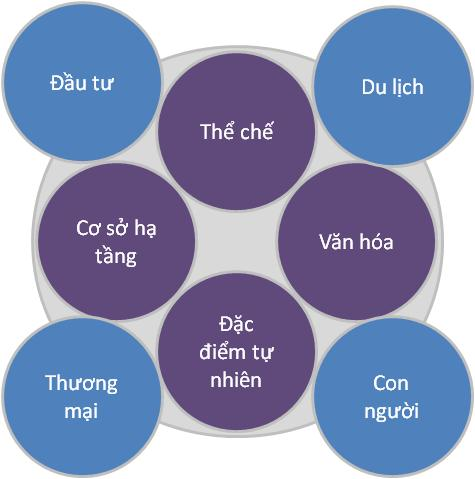 Đầu tư
Du lịch
Thể chế
Cơ sở hạ
tầng
Văn hóa
Đặc
điểm tự
nhiên
Thương
mại
Con
người